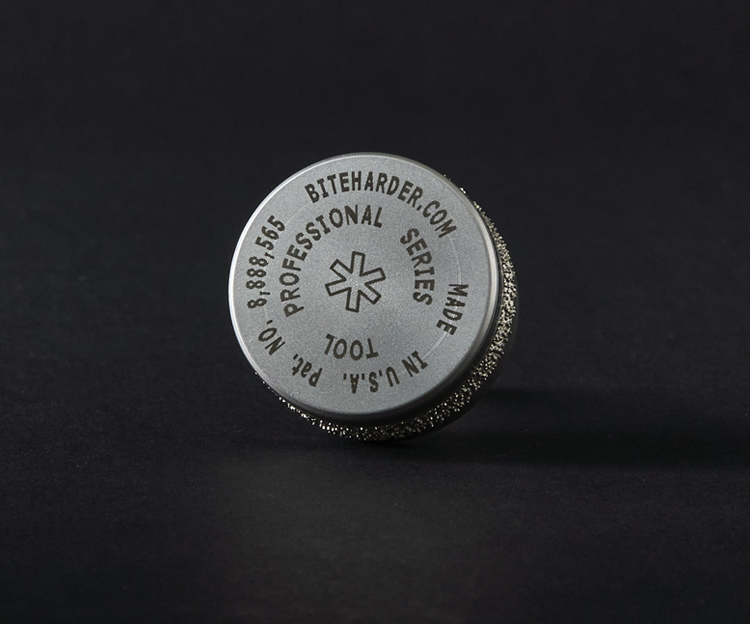 BITEHARDER.COM MADE IN U.S.A. Pat. NO. 8,888,565
PROFESSIONAL SERIES TOOL